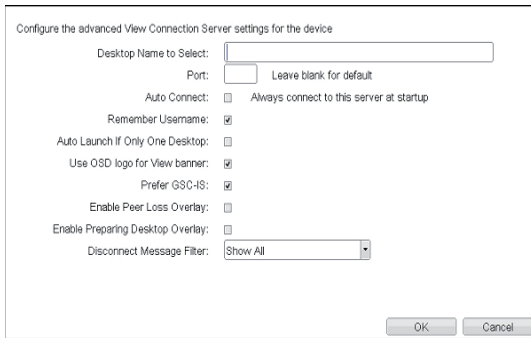 Configure the advanced View Connection Server settings for the device
Desktop Name to Select:
Port: Leave blank for default
Auto Connect: Always connect to this server at startup
Remember Username:
Auto Launch If Only One Desktop:
Use OSD logo for View banner:
Prefer GSC-IS:
Enable Peer Loss Overlay:
Enable Preparing Desktop Overlay:
Disconnect Message Filter: Show All
OK Cancel